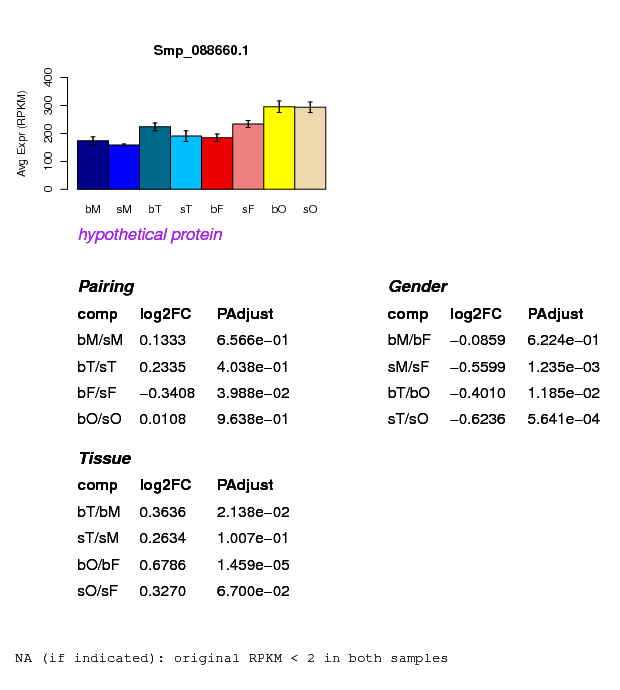 Smp_088660.1
Avg Expr (RPKM)
0 100 200 300 400
bM sM bT sT bF sF bO sO
hypothetical protein
Pairing
comp log2FC PAdjust
bM/sM 0.1333 6.566e−01
bT/sT 0.2335 4.038e−01
bF/sF −0.3408 3.988e−02
bO/sO 0.0108 9.638e−01
Gender
comp log2FC PAdjust
bM/bF −0.0859 6.224e−01
sM/sF −0.5599 1.235e−03
bT/bO −0.4010 1.185e−02
sT/sO −0.6236 5.641e−04
Tissue
comp log2FC PAdjust
bT/bM 0.3636 2.138e−02
sT/sM 0.2634 1.007e−01
bO/bF 0.6786 1.459e−05
sO/sF 0.3270 6.700e−02
NA (if indicated): original RPKM < 2 in both samples